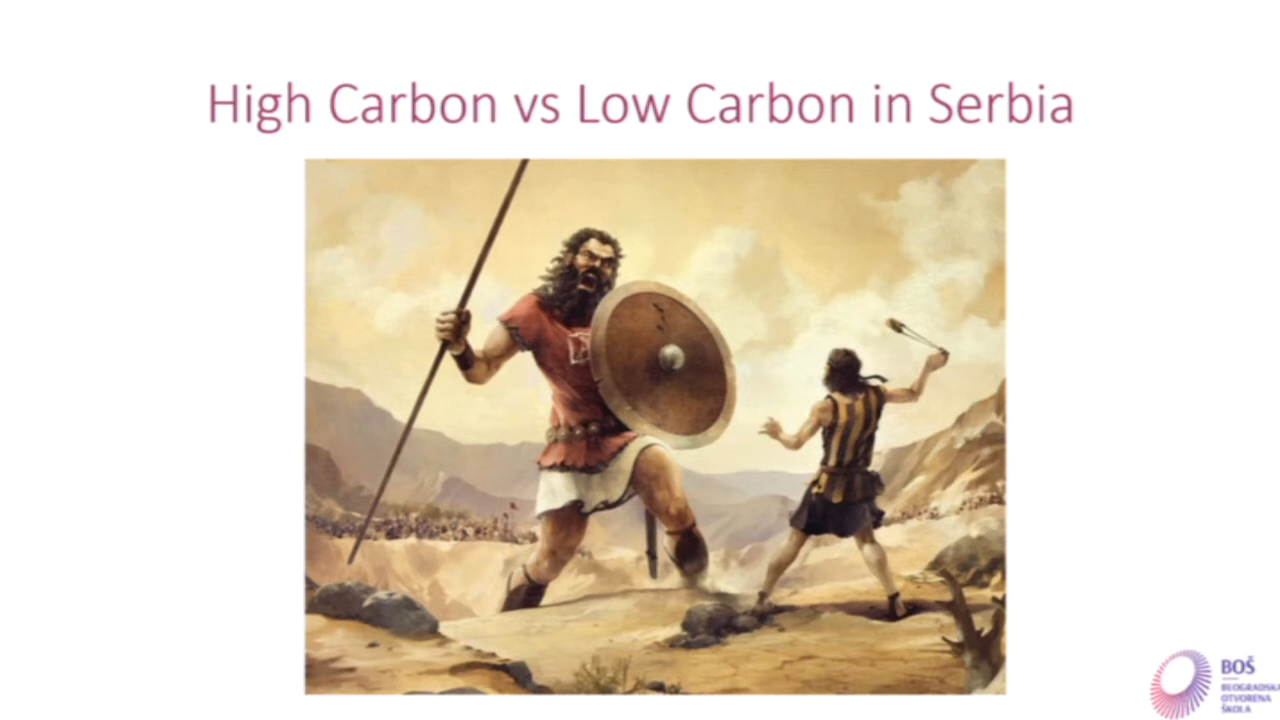 High Carbon vs Low Carbon in Serbia
BOŠ
BEOGRADSKA
OTVORENA
ŠKOLA